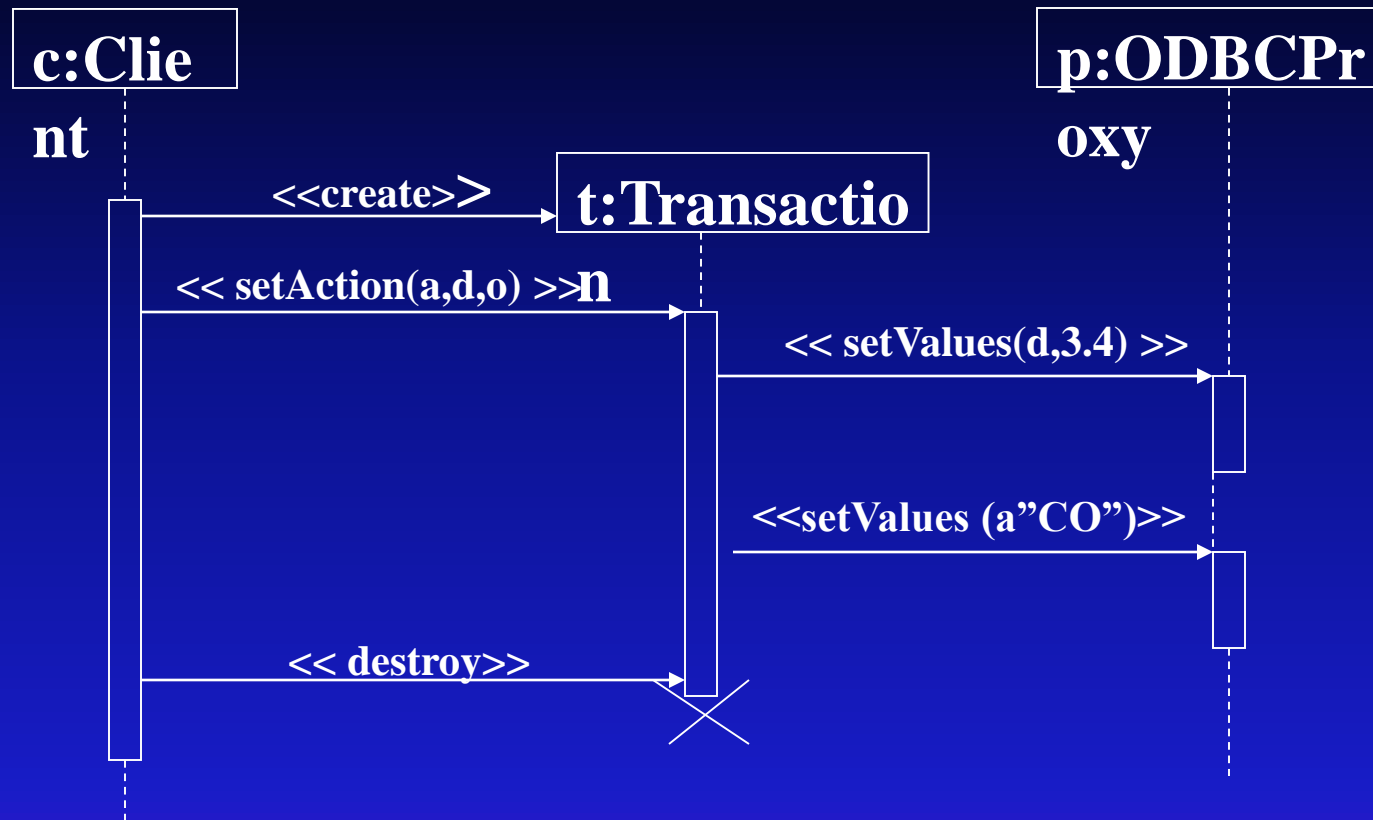 c:Clie
nt
p:ODBCPr
oxy
<<create>>
t:Transactio
n
<< setAction(a,d,o) >>
<< setValues(d,3.4) >>
<<setValues (a”CO”)>>
<< destroy>>